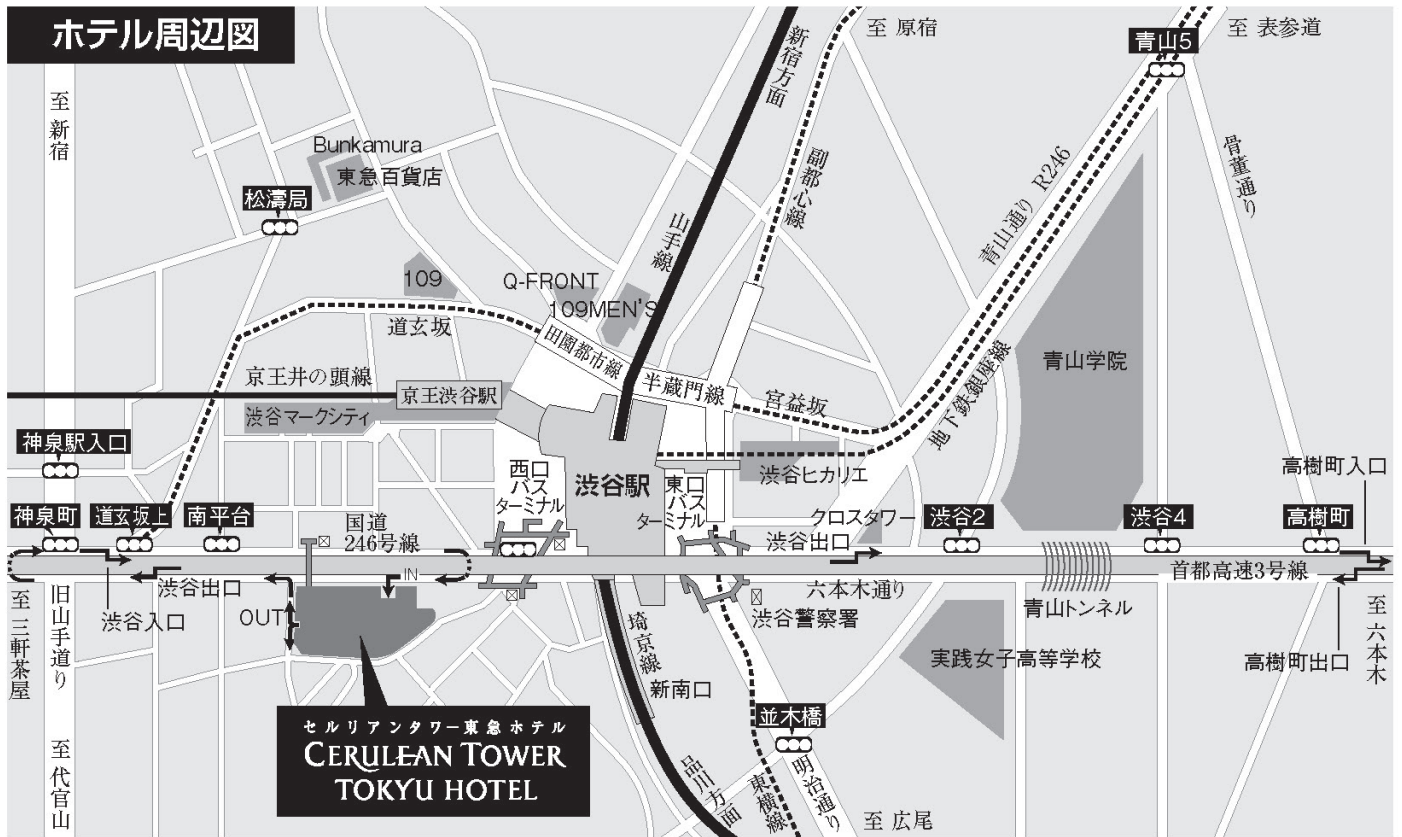 ホテル周辺図
至 原宿
青山5
至 表参道
至 新宿
新宿方面
Bunkamura
東急百貨店
松濤局
副都心線
骨董通り
青山通り R246
山手線
109
Q-FRONT
109MEN'S
道玄坂
田園都市線
半蔵門線
宮益坂
地下鉄銀座線
青山学院
京王井の頭線
京王渋谷駅
渋谷マークシティ
神泉駅入口
西口
バス
ターミナル
渋谷駅
東口
バス
ターミナル
渋谷ヒカリエ
高樹町入口
神泉町
道玄坂上
南平台
国道
246号線
クロスタワー
渋谷出口
渋谷2
渋谷4
高樹町
渋谷出口
IN
六本木通り
首都高速3号線
渋谷入口
OUT
渋谷警察署
青山トンネル
至 三軒茶屋
旧山手通り
埼京線
新南口
実践女子高等学校
高樹町出口
至 六本木
セルリアンタワー東急ホテル
CERULEAN TOWER
TOKYU HOTEL
並木橋
至 代官山
品川方面
東横線
明治通り
至 広尾